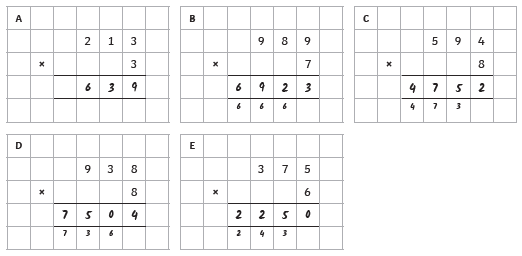 A
2 1 3
× 3
6 3 9
B
9 8 9
× 7
6 9 2 3
6 6 6
C
5 9 4
× 8
4 7 5 2
4 7 3
D
9 3 8
× 8
7 5 0 4
7 3 6
E
3 7 5
× 6
2 2 5 0
2 4 3